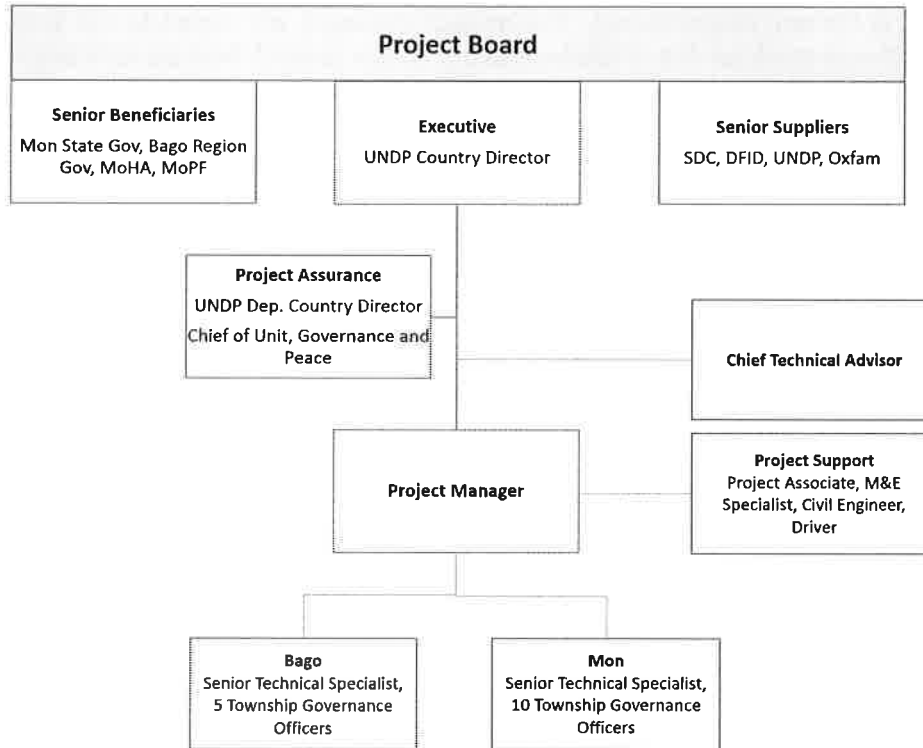 Project Board
Senior Beneficiaries
Mon State Gov, Bago Region
Gov, MoHA, MoPF
Executive
UNDP Country Director
Senior Suppliers
SDC, DFID, UNDP, Oxfam
Project Assurance
UNDP Dep. Country Director
Chief of Unit, Governance and
Peace
Chief Technical Advisor
Project Manager
Project Support
Project Associate, M&E
Specialist, Civil Engineer,
Driver
Bago
Senior Technical Specialist,
5 Township Governance
Officers
Mon
Senior Technical Specialist,
10 Township Governance
Officers